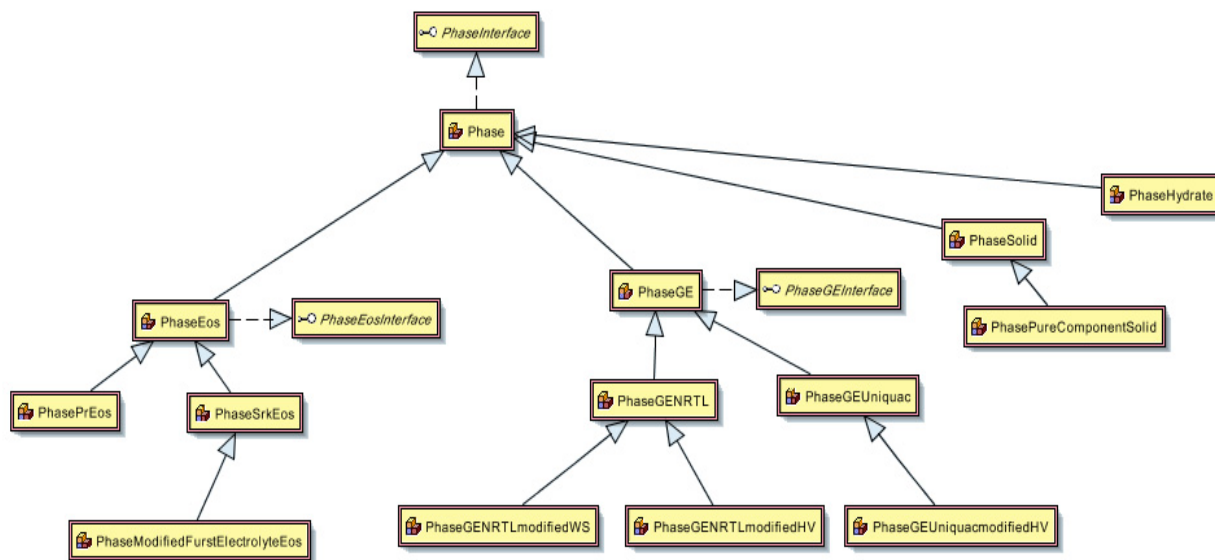 PhaseInterface
Phase
PhaseHydrate
PhaseSolid
PhaseGE
PhaseGEInterface
PhaseEos
PhaseEosInterface
PhasePureComponentSolid
PhasePrEos
PhaseSrkEos
PhaseGENRTL
PhaseGEUniquac
PhaseModifiedFurstElectrolyteEos
PhaseGENRTLmodifiedWS
PhaseGENRTLmodifiedHV
PhaseGEUniquacmodifiedHV